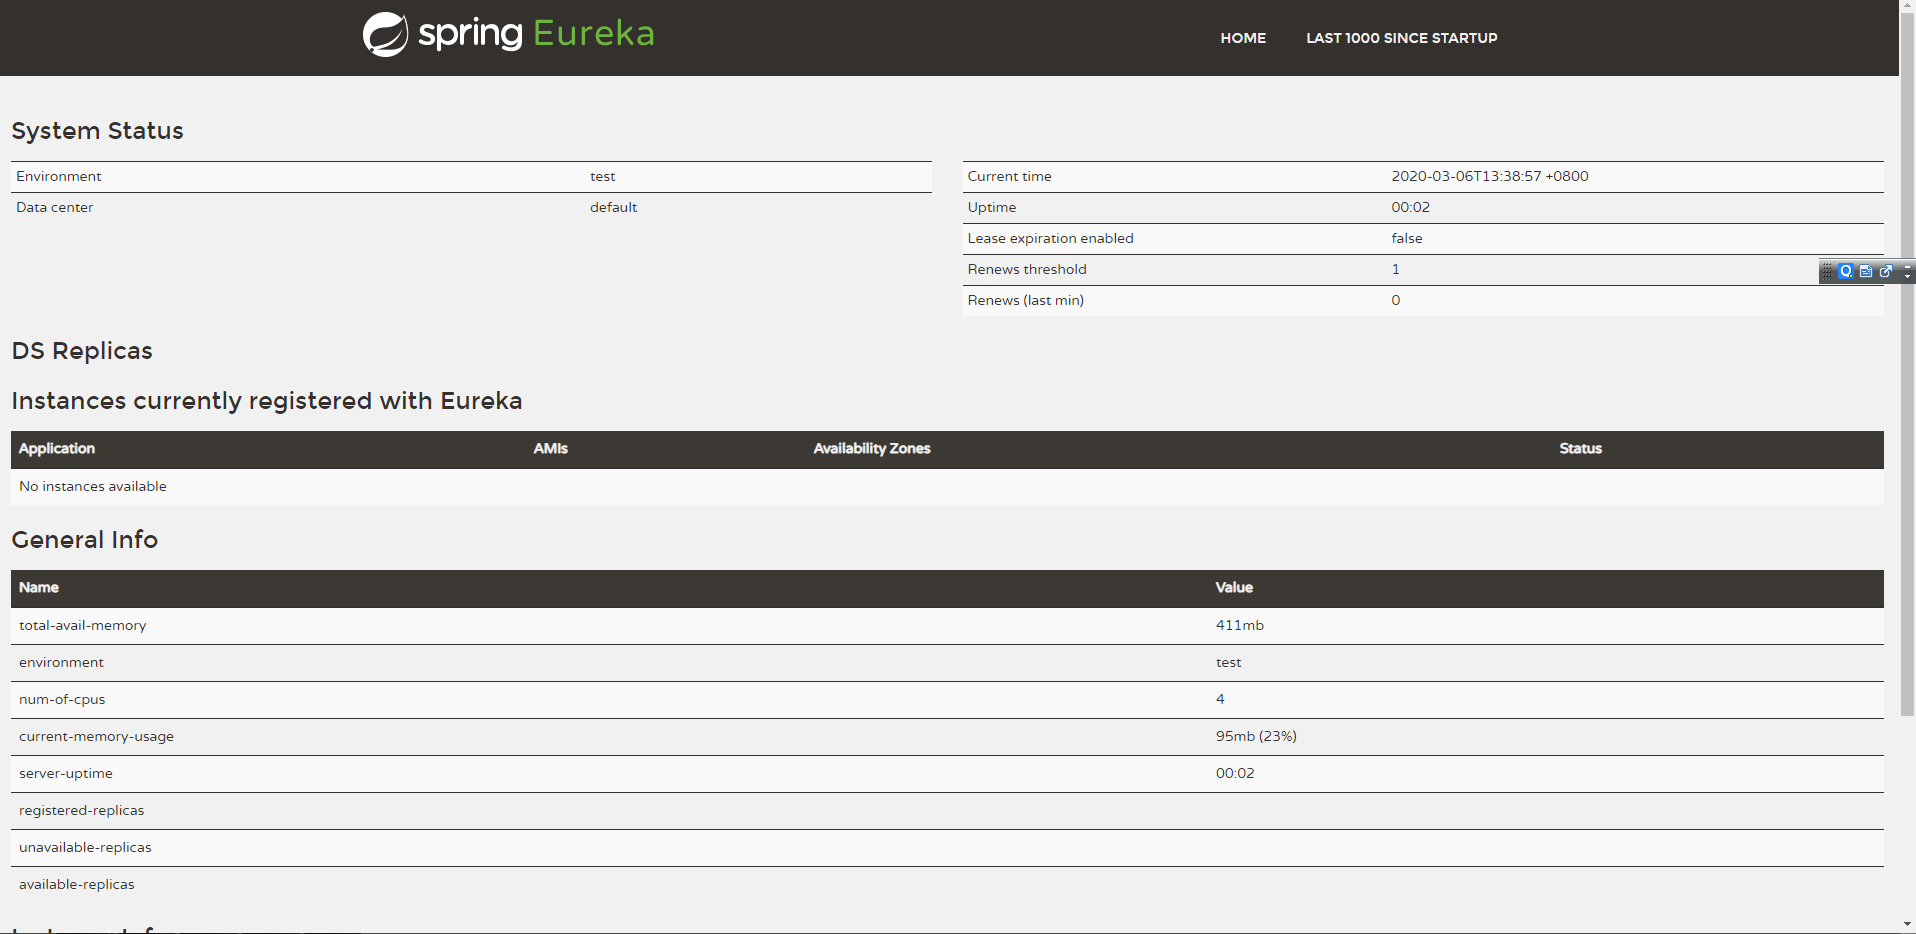 spring Eureka
HOME LAST 1000 SINCE STARTUP
System Status
Environment test
Data center default
Current time 2020-03-06T13:38:57 +0800
Uptime 00:02
Lease expiration enabled false
Renews threshold 1
Renews (last min) 0
DS Replicas
Instances currently registered with Eureka
Application AMIs Availability Zones Status
No instances available
General Info
Name Value
total-avail-memory 411mb
environment test
num-of-cpus 4
current-memory-usage 95mb (23%)
server-uptime 00:02
registered-replicas
unavailable-replicas
available-replicas